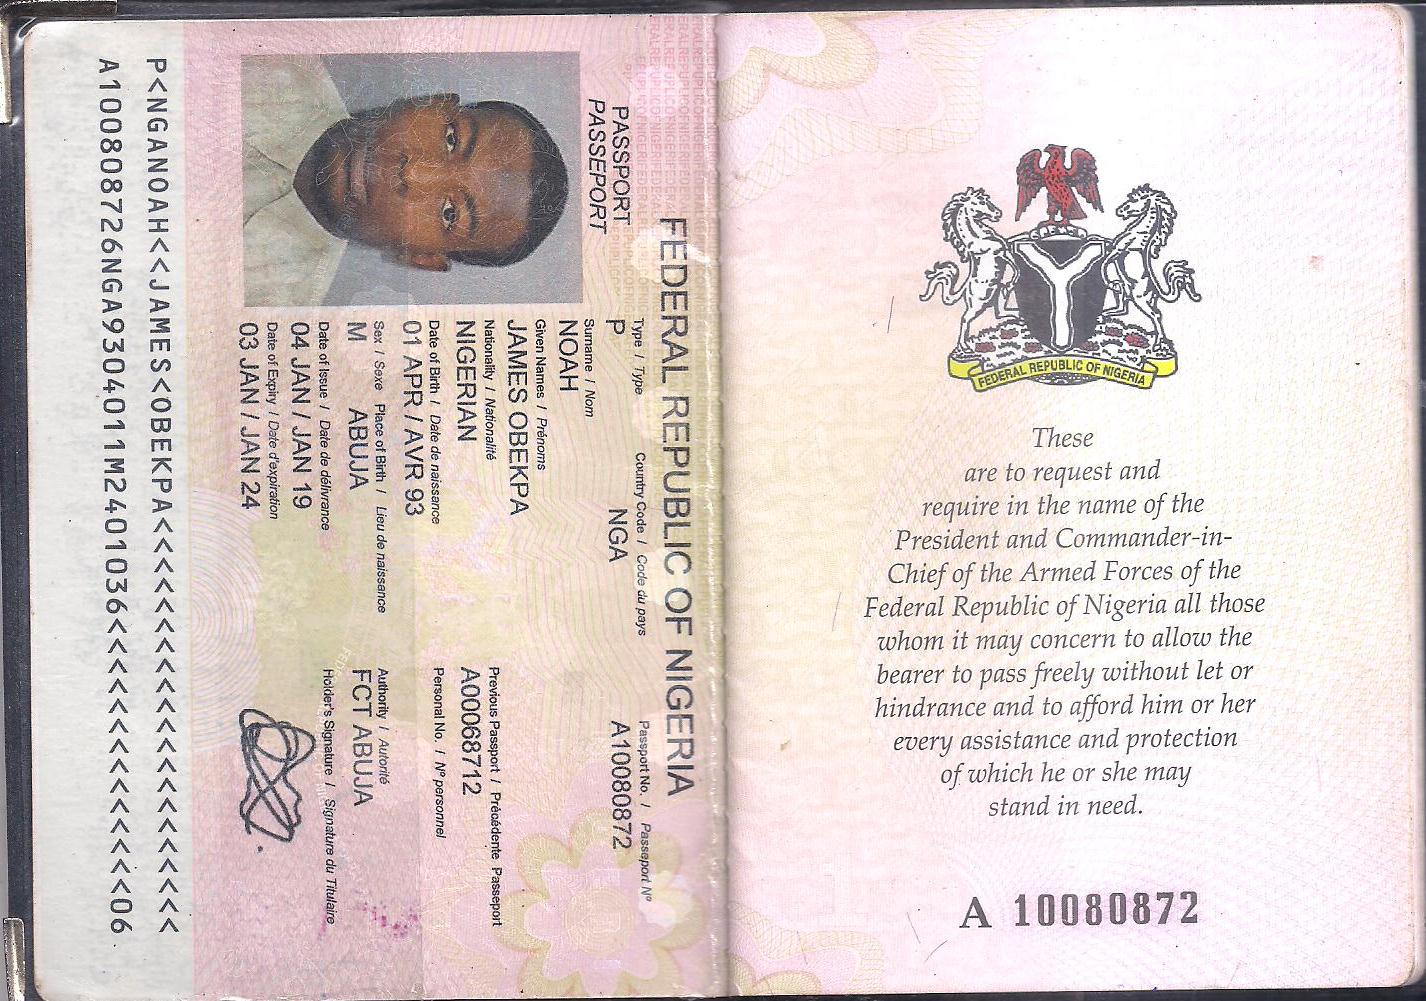 FEDERAL REPUBLIC OF NIGERIA
PASSPORT
PASSEPORT
Type / Type Country Code / Code du pays Passport No. / Passeport N°
P NGA A10080872
Surname / Nom
NOAH
Given Names / Prénoms
JAMES OBEKPA
Nationality / Nationalité Previous Passport / Précédente Passeport
NIGERIAN A00068712
Date of Birth / Date de naissance Personal No. / N° personnel
01 APR / AVR 93
Sex / Sexe Place of Birth / Lieu de naissance Authority / Autorité
M ABUJA FCT ABUJA
Date of Issue / Date de délivrance Holder's Signature / Signature du Titulaire
04 JAN / JAN 19
Date of Expiry / Date d'expiration
03 JAN / JAN 24
P<NGANOAH<<JAMES<OBEKPA<<<<<<<<<<<<<<<<<<<<<
A100808726NGA9304011M2401036<<<<<<<<<<<<<<06
FEDERAL REPUBLIC OF NIGERIA
These
are to request and
require in the name of the
President and Commander-in-
Chief of the Armed Forces of the
Federal Republic of Nigeria all those
whom it may concern to allow the
bearer to pass freely without let or
hindrance and to afford him or her
every assistance and protection
of which he or she may
stand in need.
A 10080872